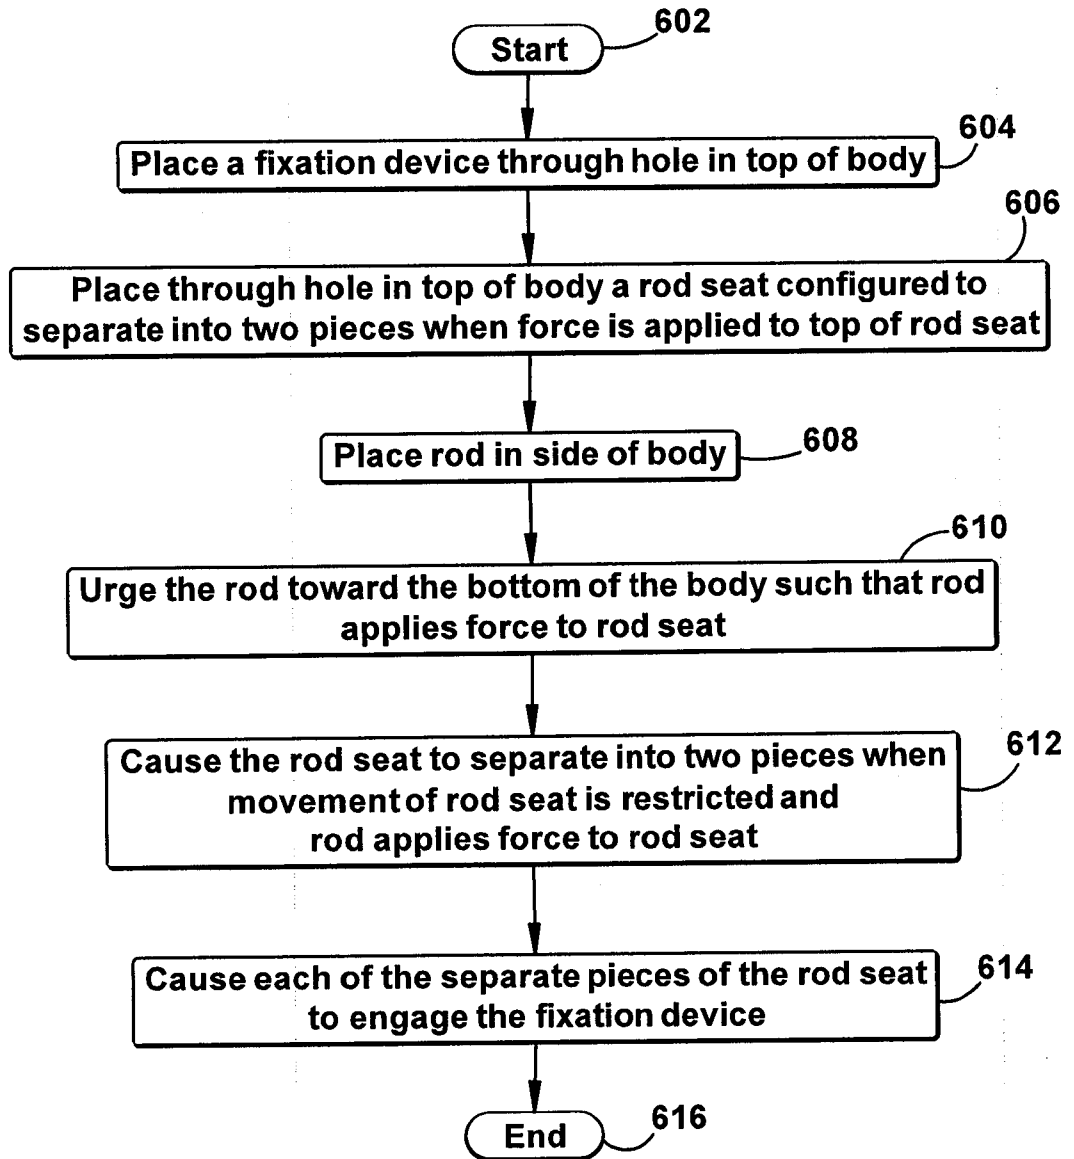 602
Start
604
Place a fixation device through hole in top of body
606
Place through hole in top of body a rod seat configured to
separate into two pieces when force is applied to top of rod seat
608
Place rod in side of body
610
Urge the rod toward the bottom of the body such that rod
applies force to rod seat
612
Cause the rod seat to separate into two pieces when
movement of rod seat is restricted and
rod applies force to rod seat
614
Cause each of the separate pieces of the rod seat
to engage the fixation device
616
End